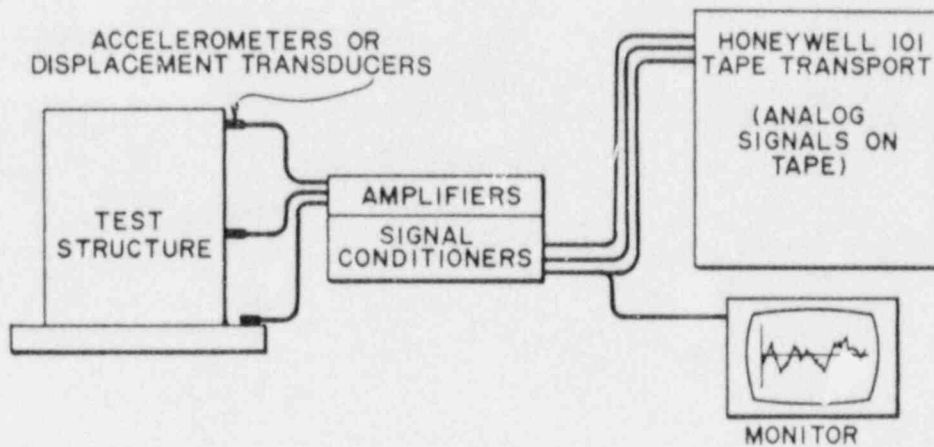 ACCELEROMETERS OR
DISPLACEMENT TRANSDUCERS
TEST
STRUCTURE
AMPLIFIERS
SIGNAL
CONDITIONERS
HONEYWELL 101
TAPE TRANSPORT
(ANALOG
SIGNALS ON
TAPE)
MONITOR